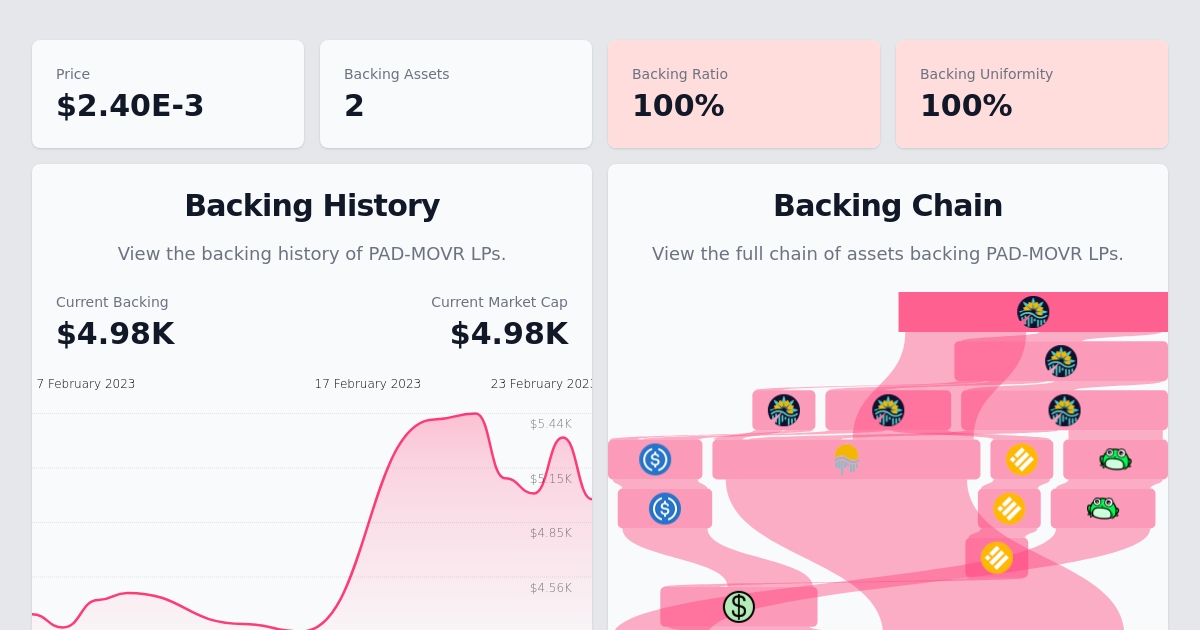 Price
$2.40E-3
Backing Assets
2
Backing Ratio
100%
Backing Uniformity
100%
Backing History
View the backing history of PAD-MOVR LPs.
Current Backing
$4.98K
Current Market Cap
$4.98K
7 February 2023
17 February 2023
23 February 2023
$5.44K
$5.15K
$4.85K
$4.56K
Backing Chain
View the full chain of assets backing PAD-MOVR LPs.
$
$
$